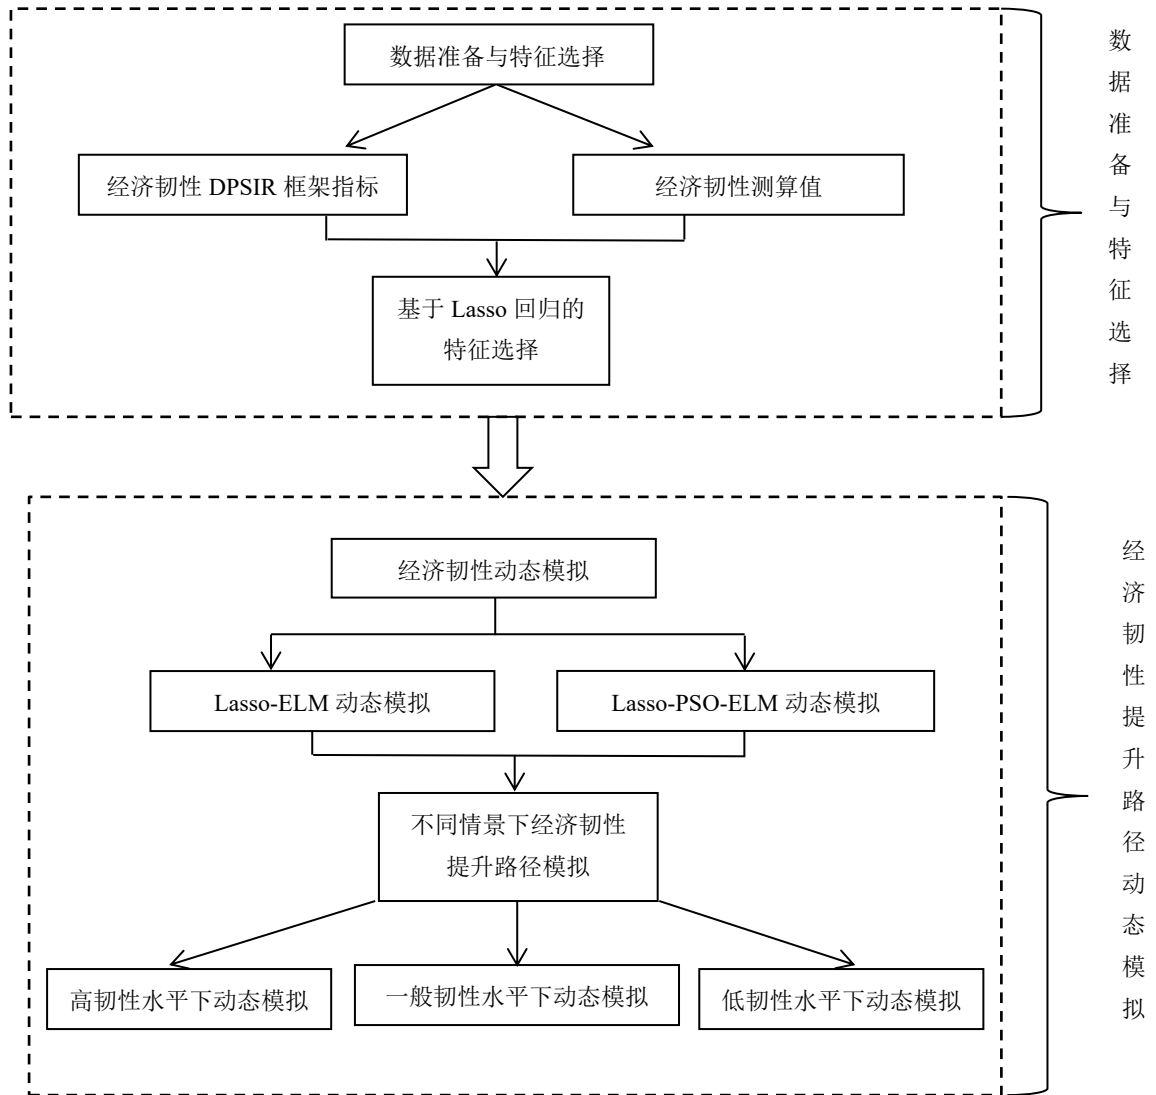 数据准备与特征选择
经济韧性 DPSIR 框架指标
经济韧性测算值
基于 Lasso 回归的
特征选择
数据准备与特征选择
经济韧性动态模拟
Lasso-ELM 动态模拟
Lasso-PSO-ELM 动态模拟
不同情景下经济韧性
提升路径模拟
高韧性水平下动态模拟
一般韧性水平下动态模拟
低韧性水平下动态模拟
经济韧性提升路径动态模拟